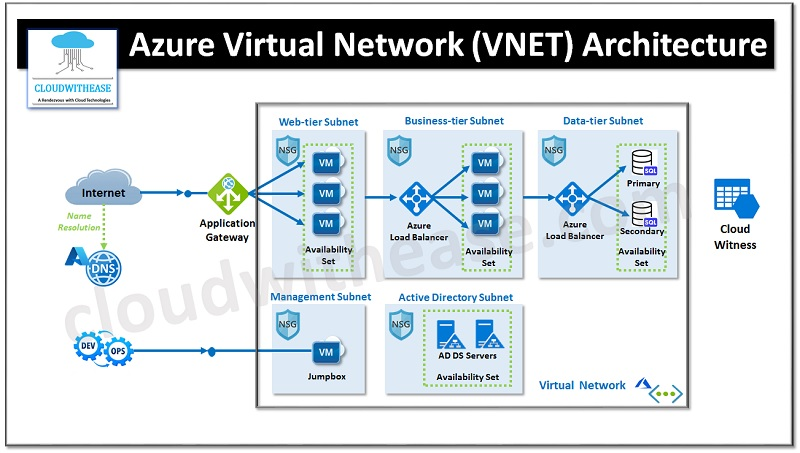 Azure Virtual Network (VNET) Architecture
CLOUDWITHEASE
A Rendezvous with Cloud Technologies
Web-tier Subnet
Business-tier Subnet
Data-tier Subnet
NSG
NSG
NSG
VM
VM
VM
VM
VM
VM
SQL
Primary
SQL
Secondary
Internet
Application
Gateway
Azure
Load Balancer
Azure
Load Balancer
Availability
Set
Availability
Set
Availability
Set
Cloud
Witness
Name
Resolution
DNS
cloudwithease.com
Management Subnet
Active Directory Subnet
NSG
NSG
DEV
OPS
VM
Jumpbox
AD DS Servers
Availability Set
Virtual Network